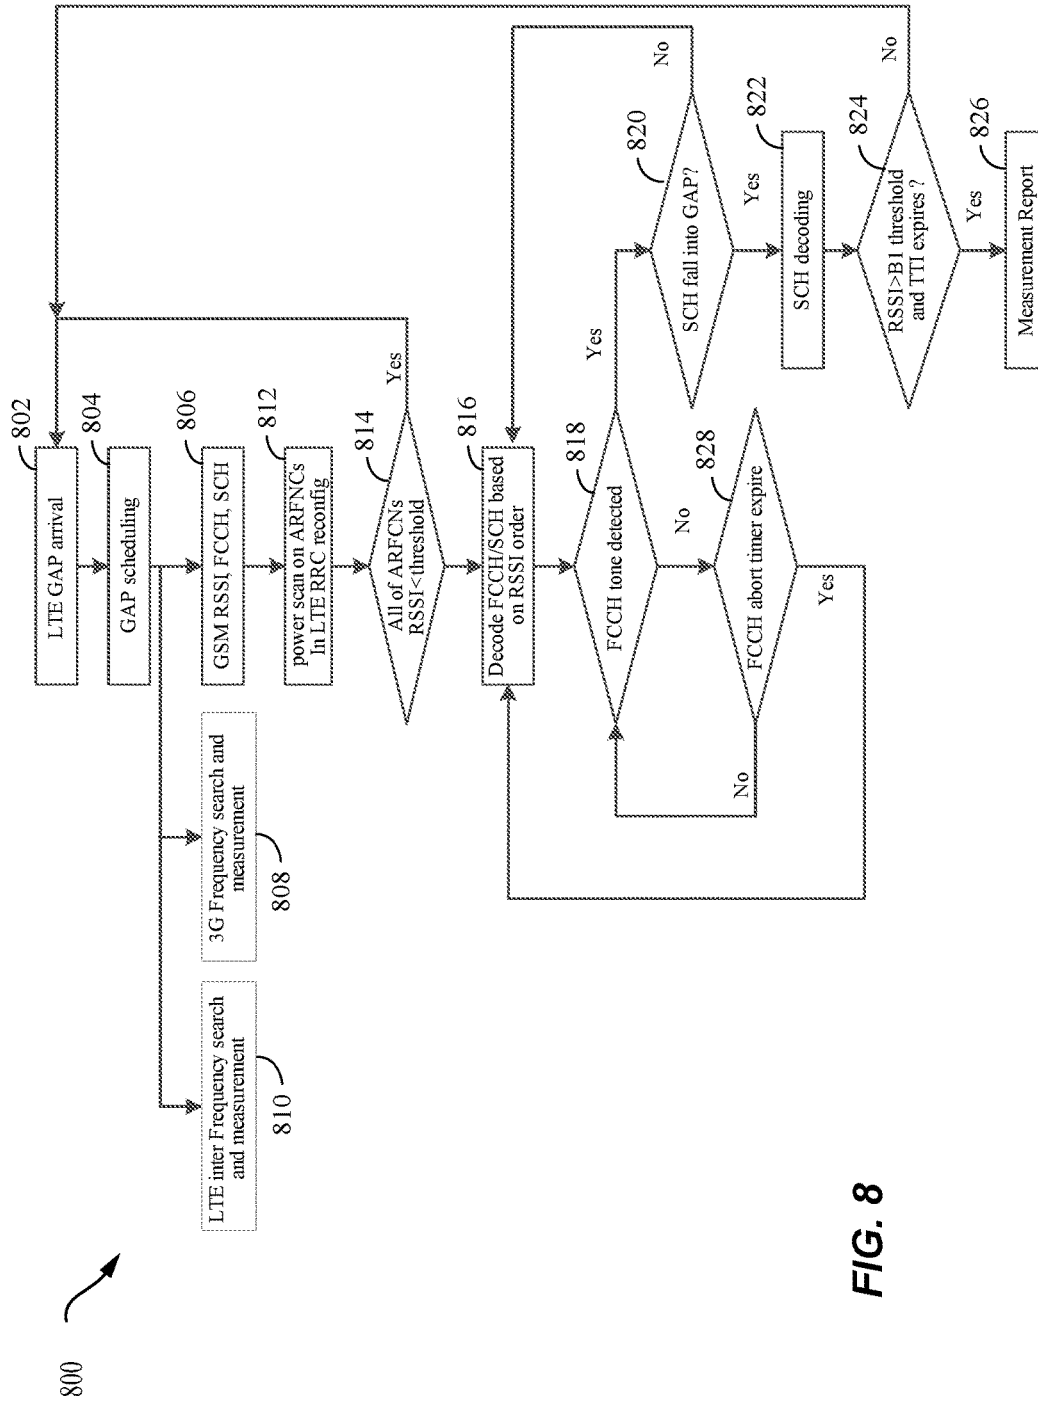 800
802
LTE GAP arrival
804
GAP scheduling
806
GSM RSSI, FCCH, SCH
3G Frequency search and
measurement
808
LTE inter Frequency search
and measurement
810
812
power scan on ARFNCs
In LTE RRC reconfig
814
All of ARFCNs
RSSI< threshold
Yes
816
Decode FCCH/SCH based
on RSSI order
818
FCCH tone detected
Yes
No
828
FCCH abort timer expire
No
Yes
820
SCH fall into GAP?
No
Yes
822
SCH decoding
824
RSSI>B1 threshold
and TTI expires ?
No
Yes
826
Measurement Report
FIG. 8